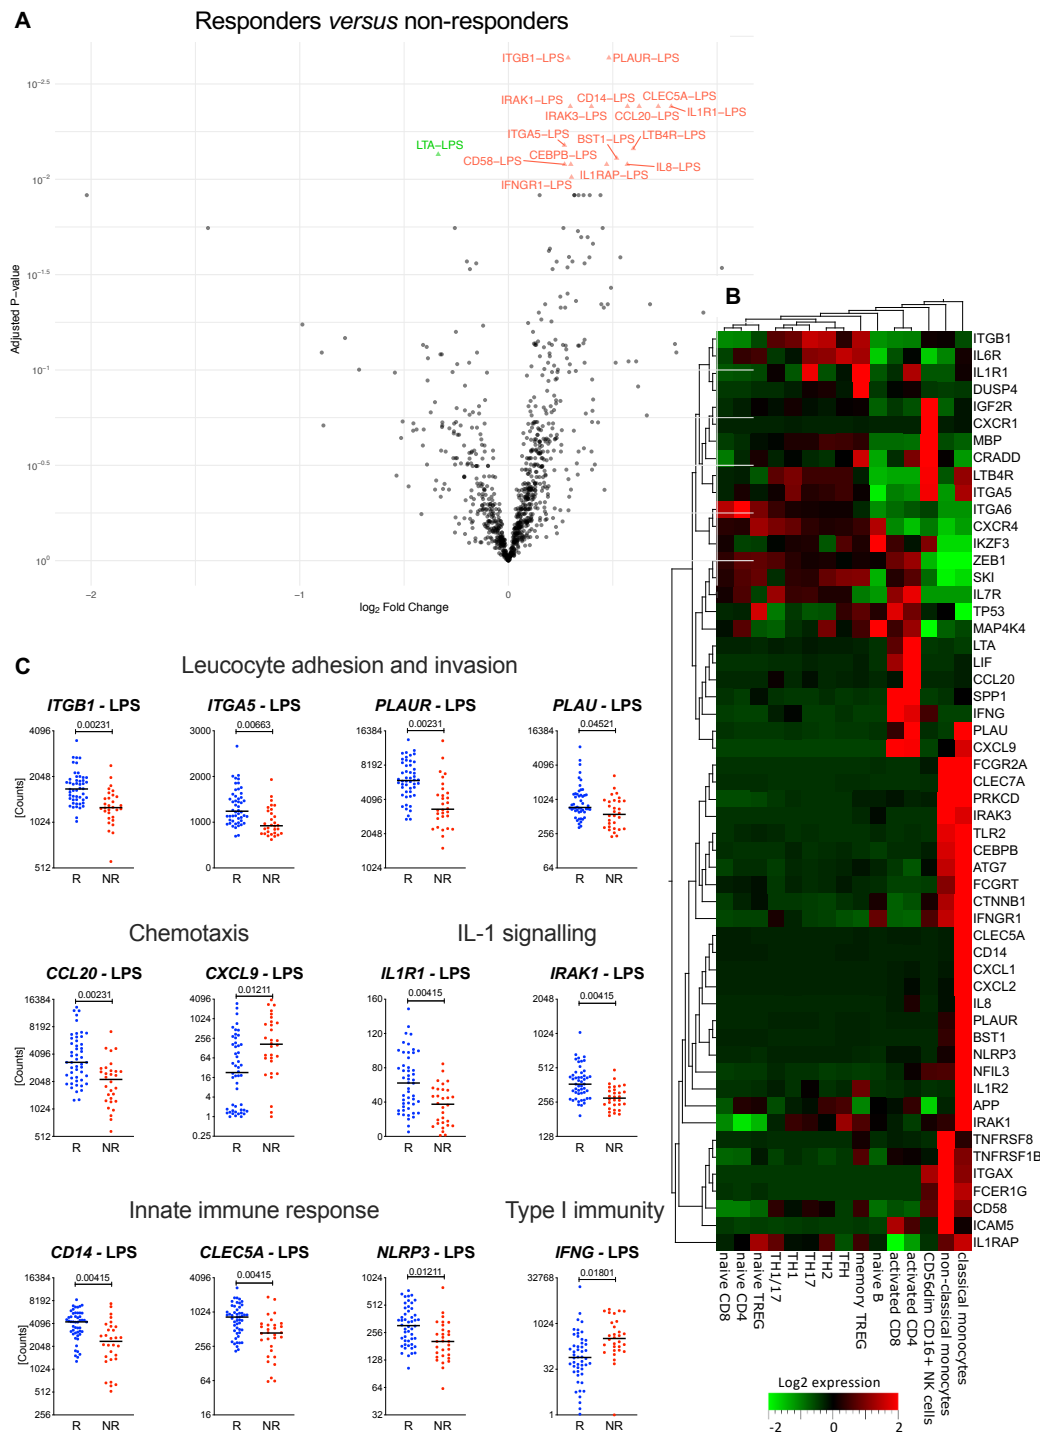 A
Responders versus non-responders
ITGB1–LPS
PLAUR–LPS
IRAK1–LPS
CD14–LPS
CLEC5A–LPS
IRAK3–LPS
CCL20–LPS
IL1R1–LPS
ITGA5–LPS
BST1–LPS
LTB4R–LPS
LTA–LPS
CD58–LPS
CEBPB–LPS
IL1RAP–LPS
IL8–LPS
IFNGR1–LPS
Adjusted P-value
10−2.5
10−2
10−1.5
10−1
10−0.5
100
−2
−1
0
log2 Fold Change
B
ITGB1
IL6R
IL1R1
DUSP4
IGF2R
CXCR1
MBP
CRADD
LTB4R
ITGA5
ITGA6
CXCR4
IKZF3
ZEB1
SKI
IL7R
TP53
MAP4K4
LTA
LIF
CCL20
SPP1
IFNG
PLAU
CXCL9
FCGR2A
CLEC7A
PRKCD
IRAK3
TLR2
CEBPB
ATG7
FCGRT
CTNNB1
IFNGR1
CLEC5A
CD14
CXCL1
CXCL2
IL8
PLAUR
BST1
NLRP3
NFIL3
IL1R2
APP
IRAK1
TNFRSF8
TNFRSF1B
ITGAX
FCER1G
CD58
ICAM5
IL1RAP
naive CD8
naive CD4
naive TREG
TH1/17
TH1
TH17
TH2
TFH
memory TREG
naive B
activated CD8
activated CD4
CD56dim CD16+ NK cells
non-classical monocytes
classical monocytes
Log2 expression
-2 0 2
C
Leucocyte adhesion and invasion
ITGB1 - LPS
0.00231
[Counts]
4096
2048
1024
512
R NR
ITGA5 - LPS
0.00663
3000
2000
1000
0
R NR
PLAUR - LPS
0.00231
16384
8192
4096
2048
1024
R NR
PLAU - LPS
0.04521
16384
4096
1024
256
64
R NR
Chemotaxis
CCL20 - LPS
0.00231
[Counts]
16384
8192
4096
2048
1024
512
R NR
CXCL9 - LPS
0.01211
4096
1024
256
64
16
4
1
0.25
R NR
IL-1 signalling
IL1R1 - LPS
0.00415
160
120
80
40
0
R NR
IRAK1 - LPS
0.00415
2048
1024
512
256
128
R NR
Innate immune response
CD14 - LPS
0.00415
[Counts]
16384
8192
4096
2048
1024
512
256
R NR
CLEC5A - LPS
0.00415
4096
1024
256
64
16
R NR
NLRP3 - LPS
0.01211
1024
512
256
128
64
32
R NR
Type I immunity
IFNG - LPS
0.01801
32768
1024
32
1
R NR